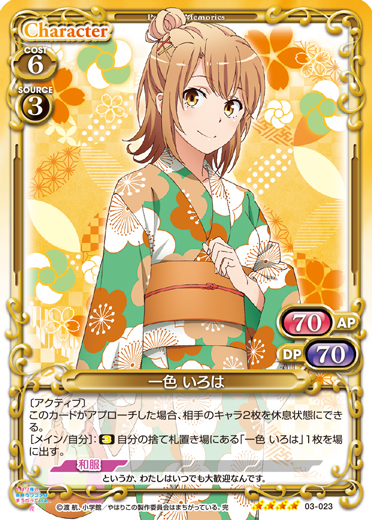 Precious Memories
Character
COST
6
SOURCE
3
70 AP
DP 70
一色 いろは
[アクティブ]
このカードがアプローチした場合、相手のキャラ2枚を休息状態にでき
る。
[メイン/自分]:3自分の捨て札置き場にある「一色 いろは」1枚を場
に出す。
和服
というか、わたしはいつでも大歓迎なんです。
©渡 航、小学館/やはりこの製作委員会はまちがっている。完
03-023